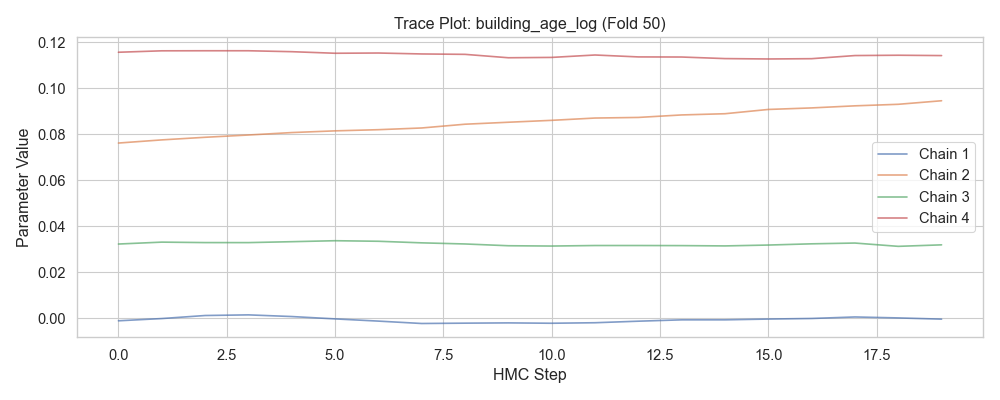 Trace Plot: building_age_log (Fold 50)
Parameter Value
0.12
0.10
0.08
0.06
0.04
0.02
0.00
Chain 1
Chain 2
Chain 3
Chain 4
0.0 2.5 5.0 7.5 10.0 12.5 15.0 17.5
HMC Step